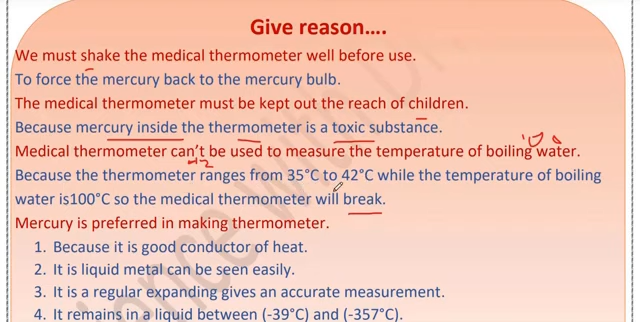 Give reason....
We must shake the medical thermometer well before use.
To force the mercury back to the mercury bulb.
The medical thermometer must be kept out the reach of children.
Because mercury inside the thermometer is a toxic substance.
Medical thermometer can't be used to measure the temperature of boiling water.
Because the thermometer ranges from 35°C to 42°C while the temperature of boiling
water is100°C so the medical thermometer will break.
Mercury is preferred in making thermometer.
1. Because it is good conductor of heat.
2. It is liquid metal can be seen easily.
3. It is a regular expanding gives an accurate measurement.
4. It remains in a liquid between (-39°C) and (-357°C).